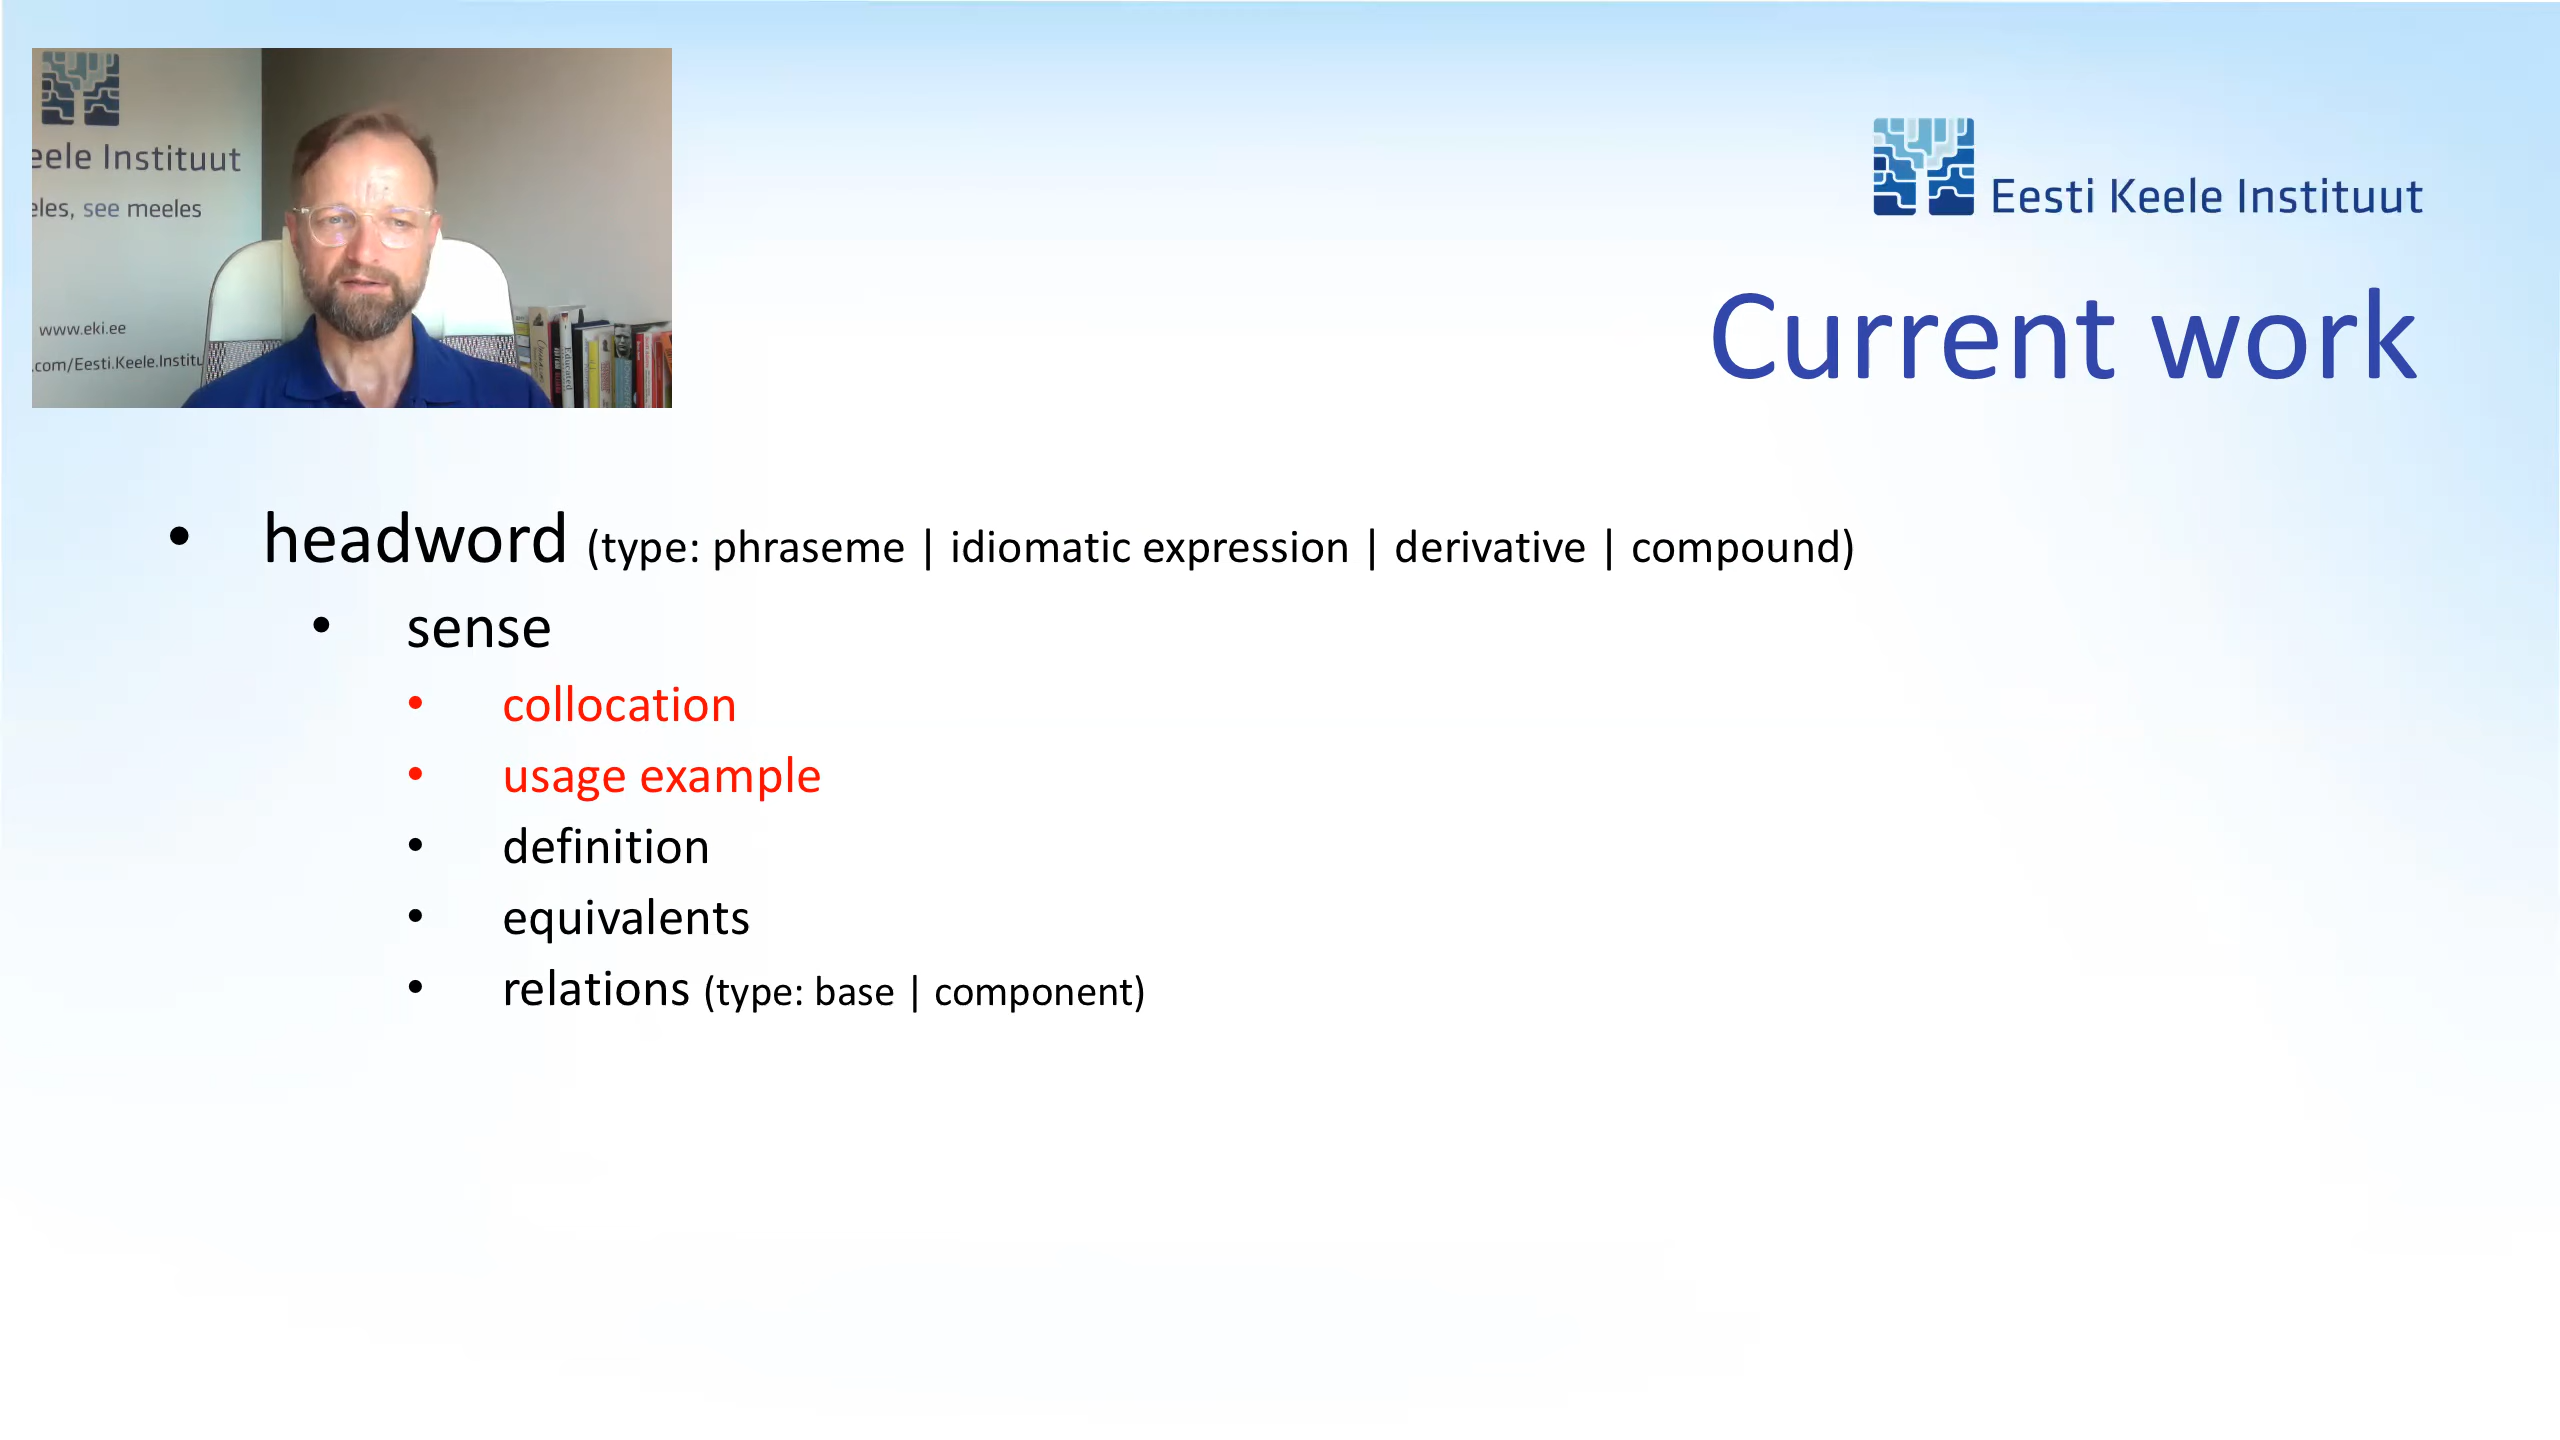 eele Instituut
eles, see meeles
www.eki.ee
.com/Eesti.Keele.Institu
Educated
Eesti Keele Instituut
Current work
• headword (type: phraseme | idiomatic expression | derivative | compound)
• sense
• collocation
• usage example
• definition
• equivalents
• relations (type: base | component)